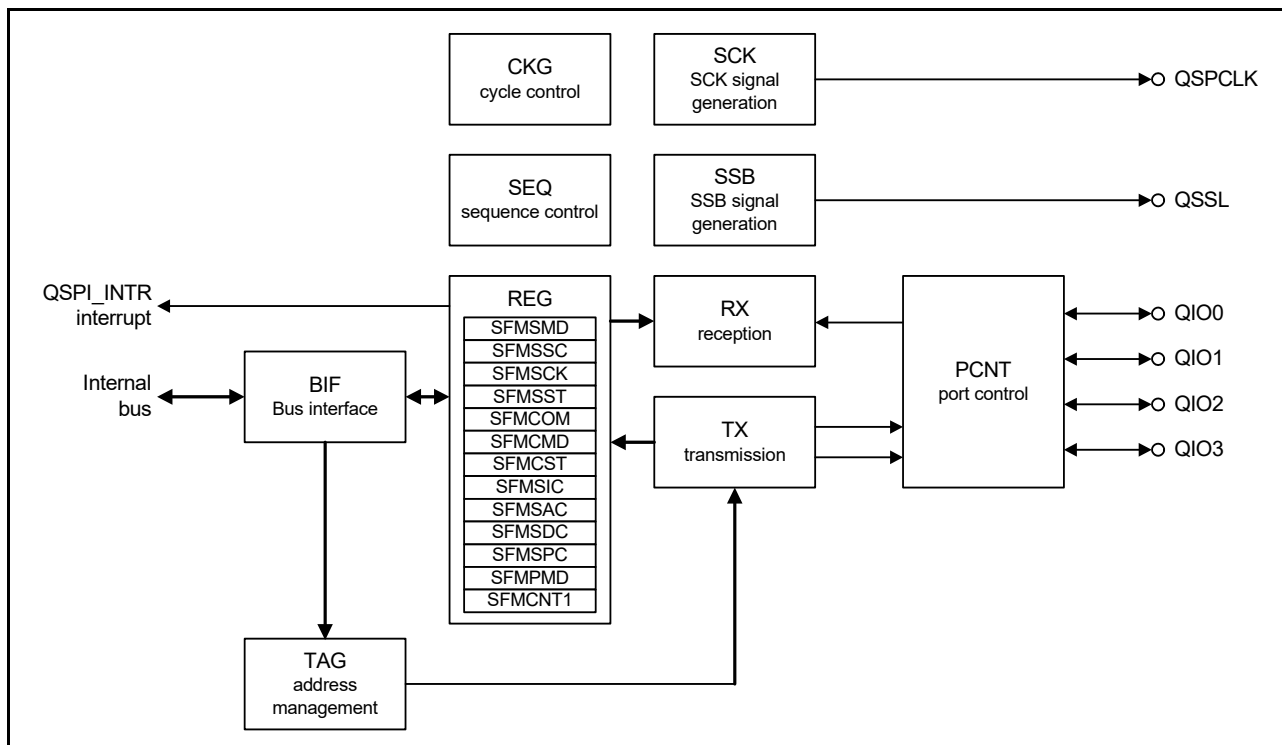 CKG
cycle control
SCK
SCK signal
generation
QSPCLK
SEQ
sequence control
SSB
SSB signal
generation
QSSL
QSPI_INTR
interrupt
REG
SFMSMD
SFMSSC
SFMSCK
SFMSST
SFMCOM
SFMCMD
SFMCST
SFMSIC
SFMSAC
SFMSDC
SFMSPC
SFMPMD
SFMCNT1
RX
reception
PCNT
port control
QIO0
QIO1
QIO2
QIO3
Internal
bus
BIF
Bus interface
TX
transmission
TAG
address
management